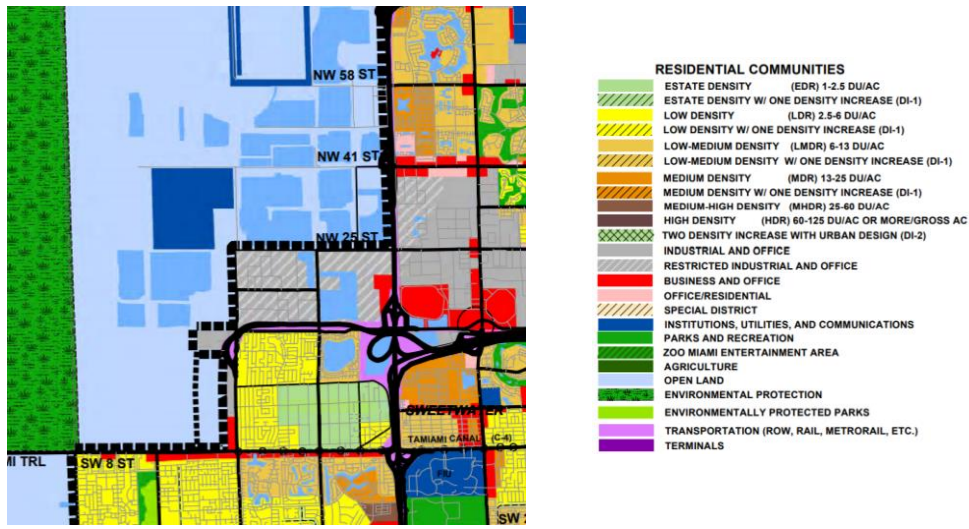 NW 58 ST
NW 41 ST
NW 25 ST
SWEETWATER
TAMIAMI CANAL (C-4)
MI TRL
SW 8 ST
FIU
SW 2
RESIDENTIAL COMMUNITIES
ESTATE DENSITY (EDR) 1-2.5 DU/AC
ESTATE DENSITY W/ ONE DENSITY INCREASE (DI-1)
LOW DENSITY (LDR) 2.5-6 DU/AC
LOW DENSITY W/ ONE DENSITY INCREASE (DI-1)
LOW-MEDIUM DENSITY (LMDR) 6-13 DU/AC
LOW-MEDIUM DENSITY W/ ONE DENSITY INCREASE (DI-1)
MEDIUM DENSITY (MDR) 13-25 DU/AC
MEDIUM DENSITY W/ ONE DENSITY INCREASE (DI-1)
MEDIUM-HIGH DENSITY (MHDR) 25-60 DU/AC
HIGH DENSITY (HDR) 60-125 DU/AC OR MORE/GROSS AC
TWO DENSITY INCREASE WITH URBAN DESIGN (DI-2)
INDUSTRIAL AND OFFICE
RESTRICTED INDUSTRIAL AND OFFICE
BUSINESS AND OFFICE
OFFICE/RESIDENTIAL
SPECIAL DISTRICT
INSTITUTIONS, UTILITIES, AND COMMUNICATIONS
PARKS AND RECREATION
ZOO MIAMI ENTERTAINMENT AREA
AGRICULTURE
OPEN LAND
ENVIRONMENTAL PROTECTION
ENVIRONMENTALLY PROTECTED PARKS
TRANSPORTATION (ROW, RAIL, METRORAIL, ETC.)
TERMINALS